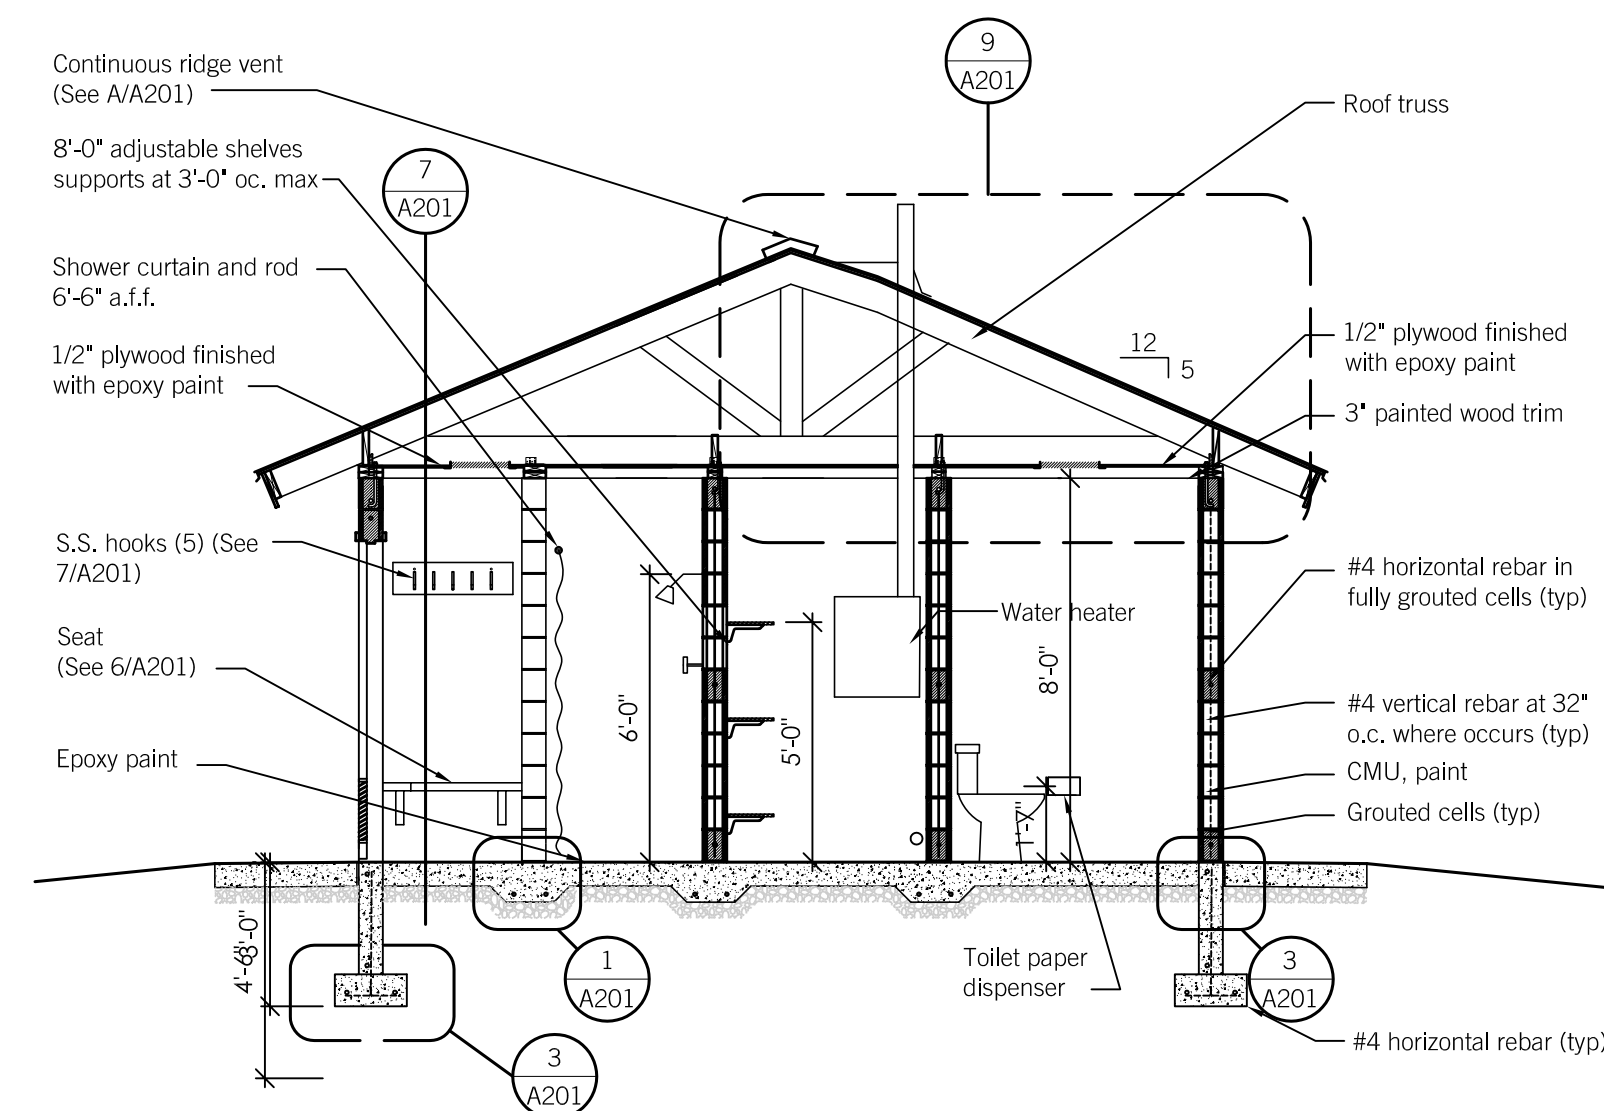 Continuous ridge vent
(See A/A201)
8'-0" adjustable shelves
supports at 3'-0" oc. max
Shower curtain and rod
6'-6" a.f.f.
1/2" plywood finished
with epoxy paint
S.S. hooks (5) (See
7/A201)
Seat
(See 6/A201)
Epoxy paint
7
A201
9
A201
Roof truss
12
5
1/2" plywood finished
with epoxy paint
3" painted wood trim
Water heater
#4 horizontal rebar in
fully grouted cells (typ)
#4 vertical rebar at 32"
o.c. where occurs (typ)
CMU, paint
Grouted cells (typ)
6'-0"
5'-0"
8'-0"
1'-7"
4'-6"
3'-0"
Toilet paper
dispenser
1
A201
3
A201
3
A201
#4 horizontal rebar (typ)